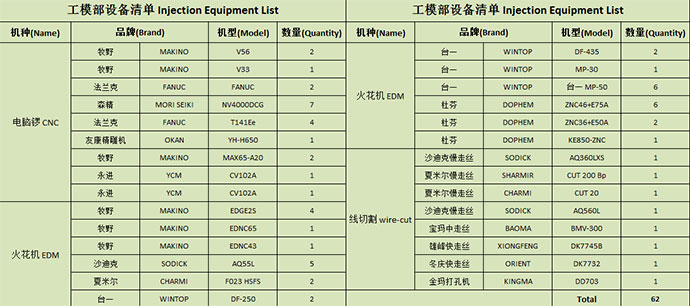 工模部设备清单 Injection Equipment List
机种(Name) 品牌(Brand) 机型(Model) 数量(Quantity)
电脑锣 CNC
牧野 MAKINO V56 2
牧野 MAKINO V33 1
法兰克 FANUC FANUC 2
森精 MORI SEIKI NV4000DCG 7
法兰克 FANUC T141Ee 4
友康精雕机 OKAN YH-H650 1
牧野 MAKINO MAX65-A20 2
永进 YCM CV102A 1
永进 YCM CV102A 1
火花机 EDM
牧野 MAKINO EDGE2S 4
牧野 MAKINO EDNC65 1
牧野 MAKINO EDNC43 1
沙迪克 SODICK AQ55L 5
夏米尔 CHARMI FO23 HSFS 2
台一 WINTOP DF-250 2
工模部设备清单 Injection Equipment List
机种(Name) 品牌(Brand) 机型(Model) 数量(Quantity)
火花机 EDM
台一 WINTOP DF-435 2
台一 WINTOP MP-30 1
台一 WINTOP 台一 MP-50 6
杜芬 DOPHEM ZNC46+E75A 6
杜芬 DOPHEM ZNC36+E50A 2
杜芬 DOPHEM KE850-ZNC 1
线切割 wire-cut
沙迪克慢走丝 SODICK AQ360LXS 1
夏米尔慢走丝 SHARMIR CUT 200 Bp 1
夏米尔慢走丝 CHARMI CUT 20 1
沙迪克慢走丝 SODICK AQ560L 1
宝玛中走丝 BAOMA BMV-300 1
雄峰快走丝 XIONGFENG DK7745B 1
冬庆快走丝 ORIENT DK7732 1
金玛打孔机 KINGMA DD703 1
Total 62